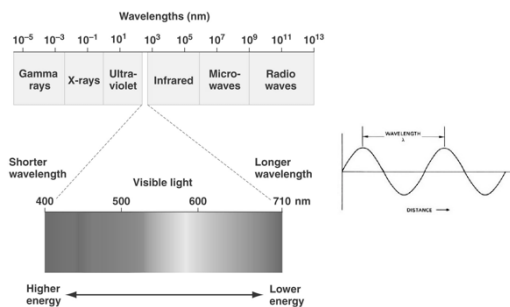 Wavelengths (nm)
10⁻⁵ 10⁻³ 10⁻¹ 10¹ 10³ 10⁵ 10⁷ 10⁹ 10¹¹ 10¹³
Gamma rays X-rays Ultra-violet Infrared Micro-waves Radio waves
Shorter wavelength
Longer wavelength
Visible light
400 500 600 710 nm
Higher energy
Lower energy
WAVELENGTH
λ
DISTANCE